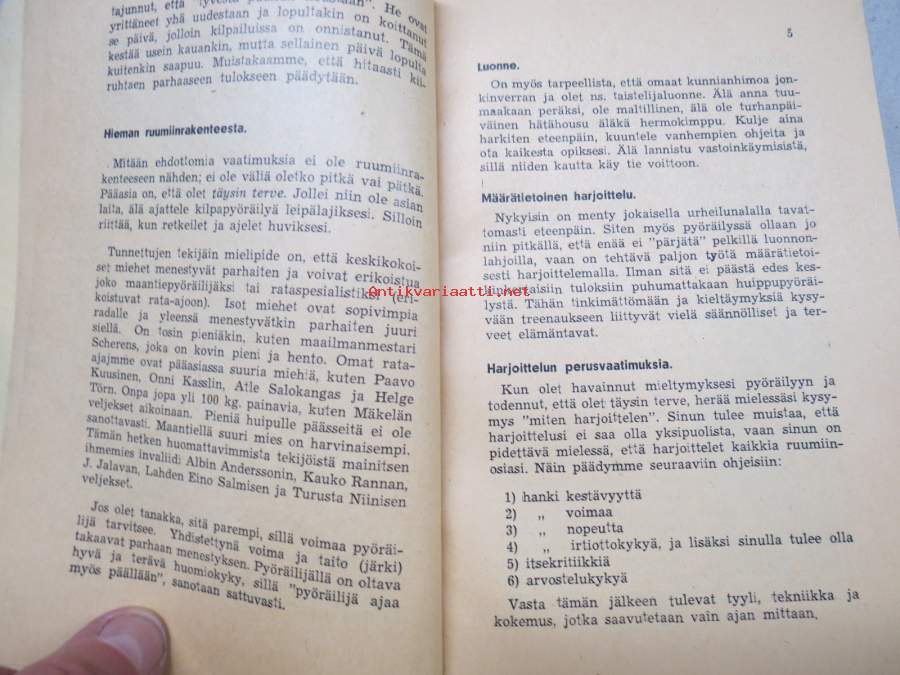 tajunnut, että "tyvestä
yrittäneet yhä uudestaan ja lopultakin on koittanut
se päivä, jolloin kilpailuissa on onnistanut. Tämä
kestää usein kauankin, mutta sellainen päivä lopulta
kuitenkin saapuu. Muistakaamme, että hitaasti kii-
ruhtaen parhaaseen tulokseen päädytään.
Hieman ruumiinrakenteesta.
Mitään ehdottomia vaatimuksia ei ole ruumiinra-
kenteeseen nähden; ei ole väliä oletko pitkä vai pätkä.
Pääasia on, että olet täysin terve. Jollei niin ole asian
laita, älä ajattele kilpapyöräilyä leipälajiksesi. Silloin
riittää, kun retkeilet ja ajelet huviksesi.
Tunnettujen tekijäin mielipide on, että keskikokoi-
set miehet menestyvät parhaiten ja voivat erikoistua
joko maantiepyöräilijäksi tai rataspesialistiksi (eri-
koistuvat rata-ajoon). Isot miehet ovat sopivimpia
radalle ja yleensä menestyvätkin parhaiten juuri
siellä. On tosin pieniäkin, kuten maailmanmestari
Scherens, joka on kovin pieni ja hento. Omat rata-
ajajmme ovat pääasiassa suuria miehiä, kuten Paavo
Kuusinen, Onni Kasslin, Atle Salokangas ja Helge
Törn. Onpa jopa yli 100 kg. painavia, kuten Mäkelän
veljekset aikoinaan. Pieniä huipulle päässeitä ei ole
sanottavasti. Maantiellä suuri mies on harvinaisempi.
Tämän hetken huomattavimmista tekijöistä mainitsen
ihmemies invaliidi Albin Anderssonin, Kauko Rannan,
J. Jalavan, Lahden Eino Salmisen ja Turusta Niinisen
veljekset.
Jos olet tanakka, sitä parempi, sillä voimaa pyöräi-
lijä tarvitsee. Yhdistettynä voima ja taito (järki)
takaavat parhaan menestyksen. Pyöräilijällä on oltava
hyvä ja terävä huomiokyky, sillä "pyöräilijä ajaa
myös päällään", sanotaan sattuvasti.
5
Luonne.
On myös tarpeellista, että omaat kunnianhimoa jon-
kinverran ja olet ns. taistelijaluonne. Älä anna tuu-
maakaan peräksi, ole maltillinen, älä ole turhanpäi-
väinen hätähousu äläkä hermokimppu. Kulje aina
harkiten eteenpäin, kuuntele vanhempien ohjeita ja
ota kaikesta opiksesi. Älä lannistu vastoinkäymisistä,
sillä niiden kautta käy tie voittoon.
Määrätietoinen harjoittelu.
Nykyisin on menty jokaisella urheilunalalla tavat-
tomasti eteenpäin. Siten myös pyöräilyssä ollaan jo
niin pitkällä, että enää ei "pärjätä" pelkillä luonnon-
lahjoilla, vaan on tehtävä paljon työtä määrätietoi-
sesti harjoittelemalla. Ilman sitä ei päästä edes kes-
kinkertaisiin tuloksiin puhumattakaan huippupyöräi-
lystä. Tähän tinkimättömään ja kieltäymyksiä kysy-
vään treenaukseen liittyvät vielä säännölliset ja ter-
veet elämäntavat.
Harjoittelun perusvaatimuksia.
Kun olet havainnut mieltymyksesi pyöräilyyn ja
todennut, että olet täysin terve, herää mielessäsi kysy-
mys "miten harjoittelen". Sinun tulee muistaa, että
harjoittelusi ei saa olla yksipuolista, vaan sinun on
pidettävä mielessä, että harjoittelet kaikkia ruumiin-
osiasi. Näin päädymme seuraaviin ohjeisiin:
1) hanki kestävyyttä
2) „ voimaa
3) „ nopeutta
4) „ irtiottokykyä, ja lisäksi sinulla tulee olla
5) itsekritiikkiä
6) arvostelukykyä
Vasta tämän jälkeen tulevat tyyli, tekniikka ja
kokemus, jotka saavutetaan vain ajan mittaan.
Antikvariaatti.net